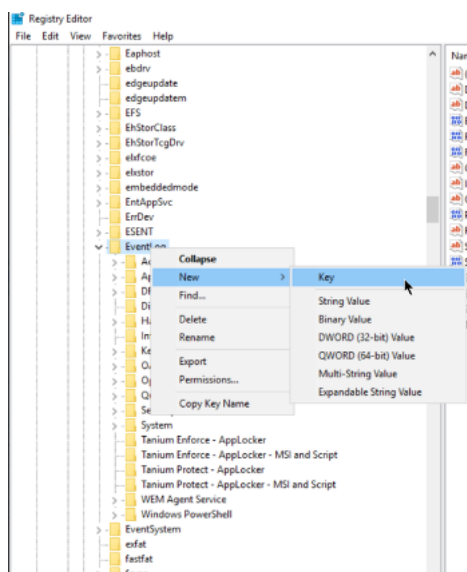 Registry Editor
File Edit View Favorites Help
Eaphost
ebdrv
edgeupdate
edgeupdatem
EFS
EhStorClass
EhStorTcgDrv
elxfcoe
elxstor
embeddedmode
EntAppSvc
ErrDev
ESENT
EventLog
Collapse
New
Find...
Delete
Rename
Export
Permissions...
Copy Key Name
Key
String Value
Binary Value
DWORD (32-bit) Value
QWORD (64-bit) Value
Multi-String Value
Expandable String Value
System
Tanium Enforce - AppLocker
Tanium Enforce - AppLocker - MSI and Script
Tanium Protect - AppLocker
Tanium Protect - AppLocker - MSI and Script
WEM Agent Service
Windows PowerShell
EventSystem
exfat
fastfat